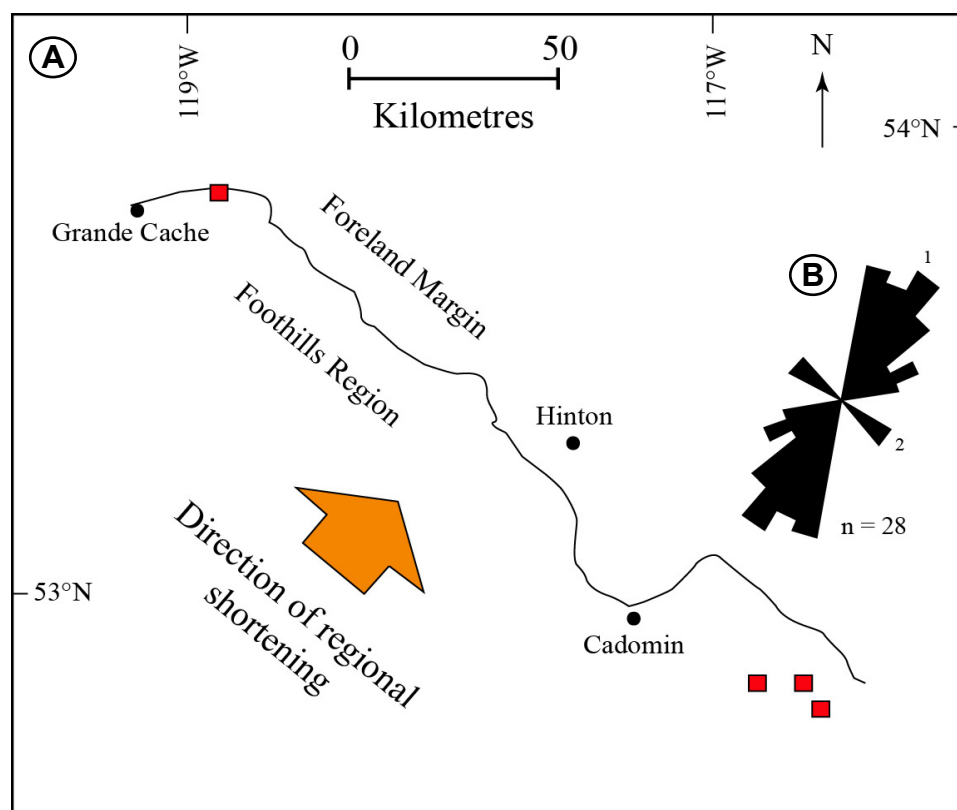 A
119°W
0
50
Kilometres
117°W
N
54°N
Grande Cache
Foreland Margin
Foothills Region
B
1
2
n = 28
Hinton
Direction of regional
shortening
53°N
Cadomin